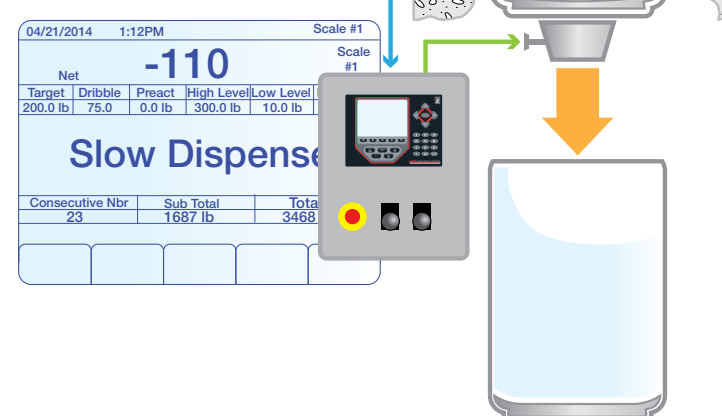 04/21/2014 1:12PM Scale #1
Net -110 Scale #1
Target Dribble Preact High Level Low Level
200.0 lb 75.0 0.0 lb 300.0 lb 10.0 lb
Slow Dispense
Consecutive Nbr Sub Total
23 1687 lb 3468